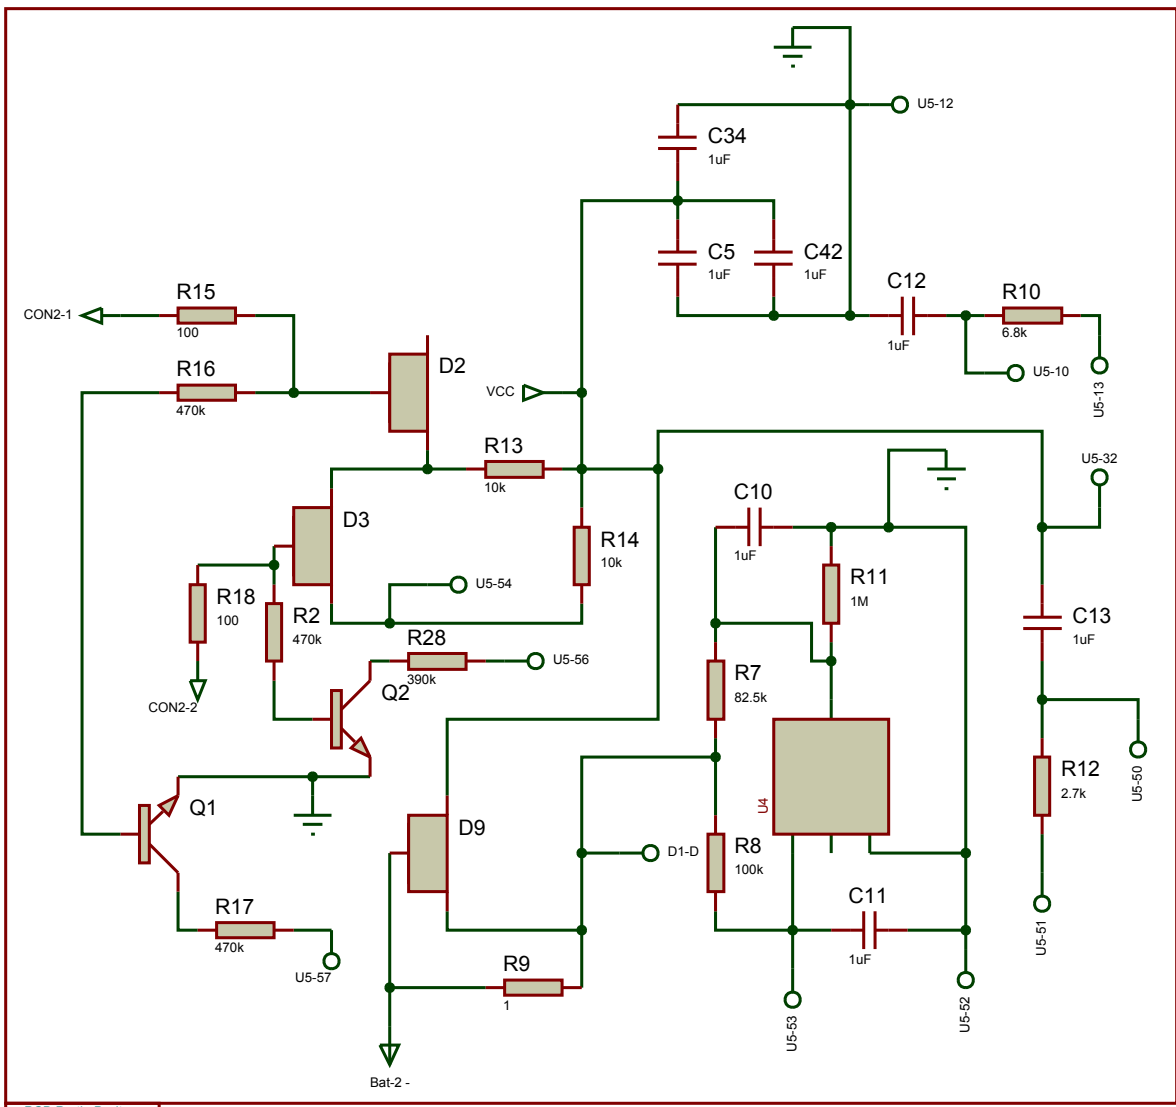 U5-12
C34
1uF
C5
1uF
C42
1uF
C12
1uF
R10
6.8k
R15
CON2-1
100
R16
470k
D2
VCC
U5-10
U5-13
R13
10k
U5-32
C10
1uF
D3
R14
10k
R11
1M
R18
100
R2
470k
U5-54
C13
1uF
R28
390k
U5-56
R7
82.5k
CON2-2
Q2
U5-50
R12
2.7k
Q1
D9
U4
R8
100k
D1-D
C11
1uF
R17
470k
U5-57
U5-51
R9
1
U5-53
U5-52
Bat-2 -